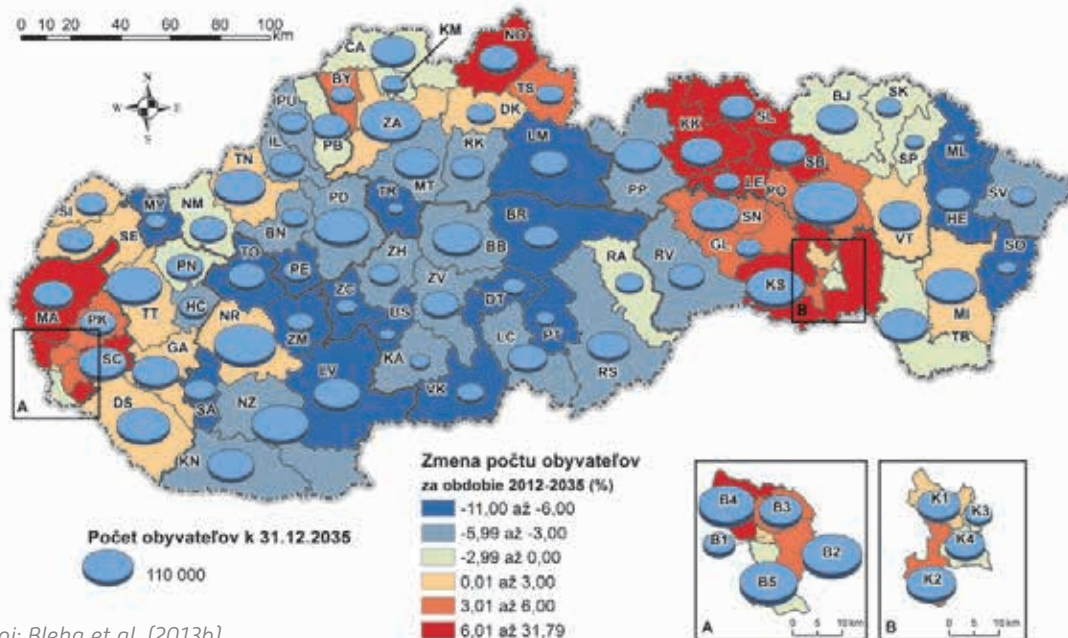 0 10 20 40 60 80 100
km
N
W E
S
KM
CA
NO
BY
TS
DK
PU
ZA
PB
IL
RK
LM
MT
TN
KK
SL
BJ
SK
SB
SP
ML
LE
PO
PP
SV
HE
VT
SN
GL
SO
KS
B
MI
TB
SI
MY
NM
PD
TR
BR
SE
BN
BB
ZH
RA
RV
PN
TO
PE
ZV
ZC
DT
MA
HC
BS
PT
PK
TT
NR
ZM
LC
RS
SC
GA
KA
LV
VK
A
SA
NZ
DS
KN
Zmena počtu obyvateľov
za obdobie 2012-2035 (%)
-11,00 až -6,00
-5,99 až -3,00
-2,99 až 0,00
0,01 až 3,00
3,01 až 6,00
6,01 až 31,79
Počet obyvateľov k 31.12.2035
110 000
B4
B3
B1
B2
B5
A
0 10 km
K1
K3
K4
K2
B
0 10 km
oj: Bleha et al. (2013b)